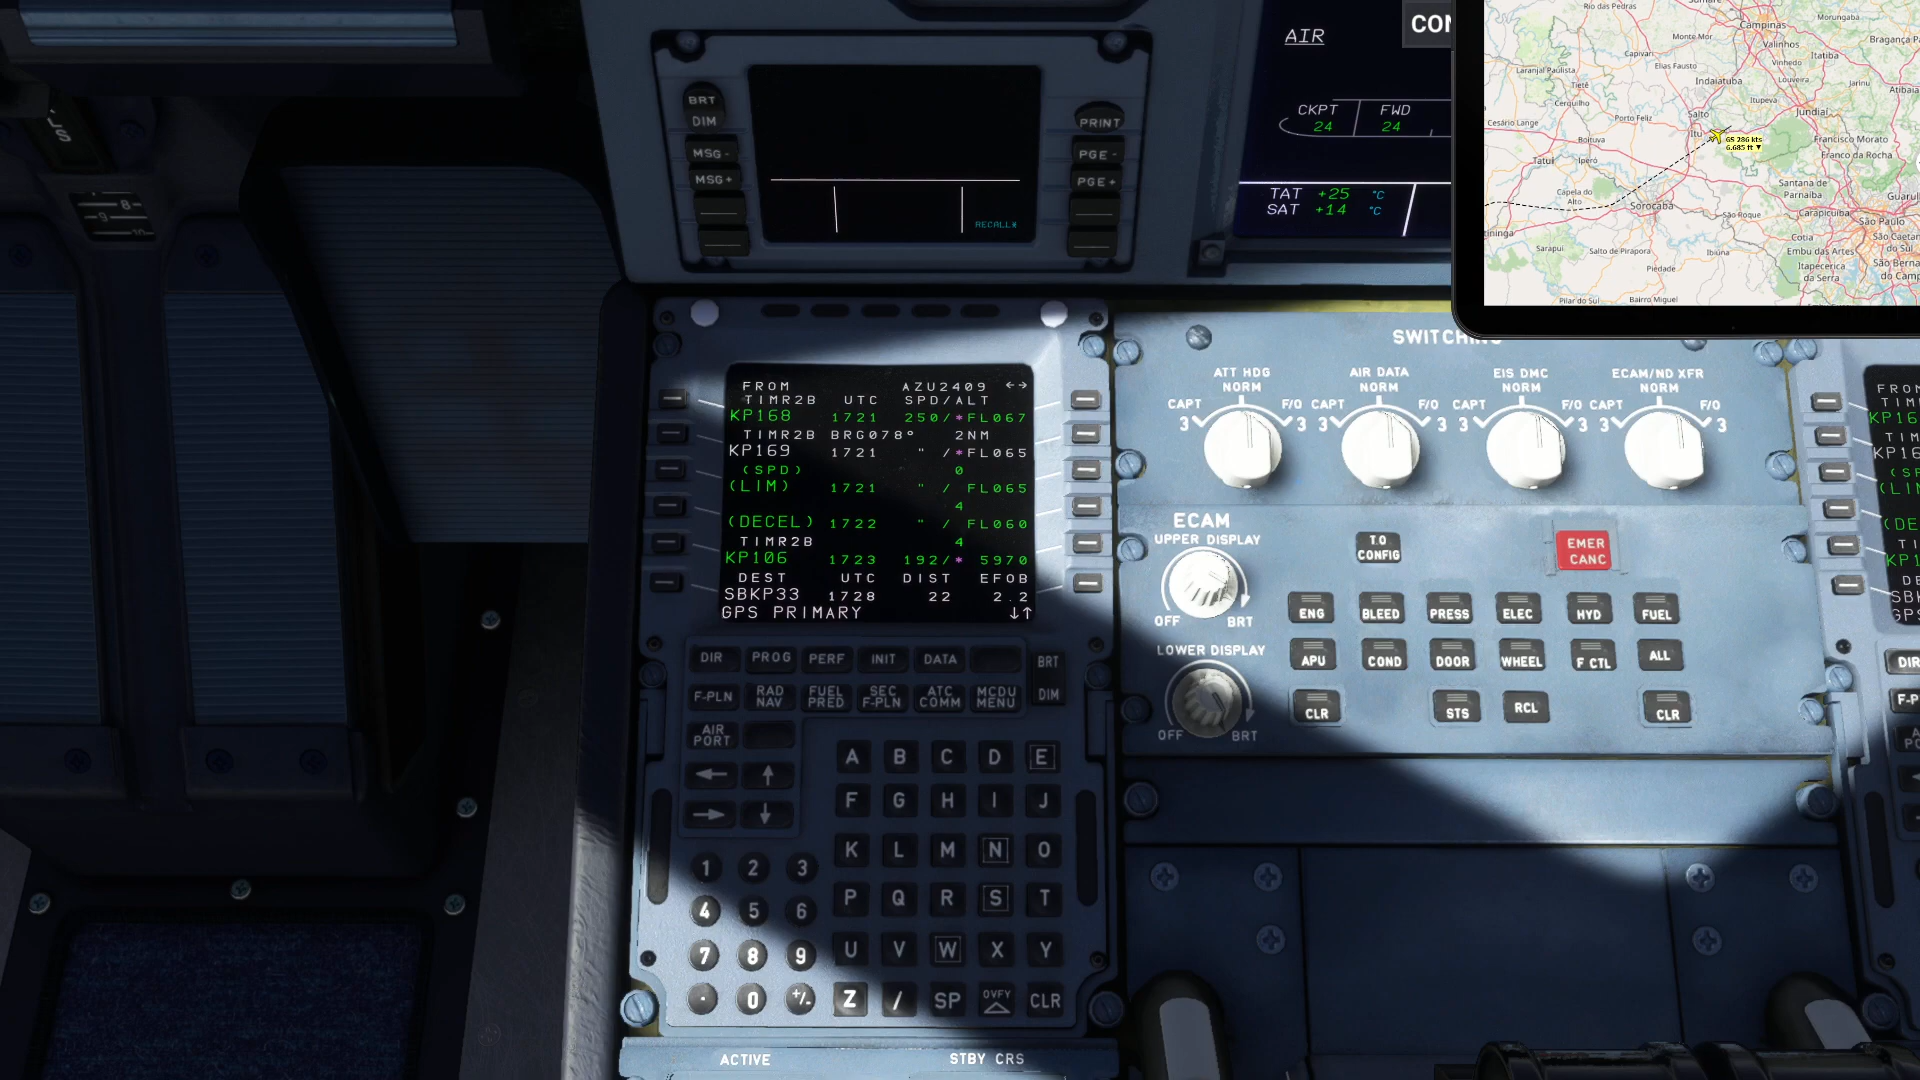 BRT
DIM
MSG -
MSG+
PRINT
PGE -
PGE+
RECALL*
AIR
CKPT FWD
24 24
TAT +25 °C
SAT +14 °C
CON
Rio das Pedras
Campinas
Morungaba
Monte Mor
Valinhos
Capivari
Itatiba
Elias Fausto
Vinhedo
Laranjal Paulista
Indaiatuba
Louveira
Jarinu
Tietê
Cerquilho
Itupeva
Jundiaí
Salto
Porto Feliz
Cesário Lange
Itu
GS 286 kts
6.685 ft ▼
Boituva
Francisco Morato
Franco da Rocha
Tatuí
Iperó
Santana de
Parnaíba
Capela do
Alto
Sorocaba
São Roque
Carapicuíba
São Paulo
Cotia
Sarapuí
Salto de Pirapora
Ibiúna
Embu das Artes
Itapecerica
da Serra
Piedade
Pilar do Sul
Bairro Miguel
FROM AZU2409 ←→
TIMR2B UTC SPD/ALT
KP168 1721 250/*FL067
TIMR2B BRG078° 2NM
KP169 1721 " /*FL065
(SPD) 0
(LIM) 1721 " / FL065
4
(DECEL) 1722 " / FL060
TIMR2B 4
KP106 1723 192/* 5970
DEST UTC DIST EFOB
SBKP33 1728 22 2.2
GPS PRIMARY ↓↑
DIR PROG PERF INIT DATA BRT
F-PLN RAD NAV FUEL PRED SEC F-PLN ATC COMM MCDU MENU DIM
AIR PORT
← ↑
→ ↓
A B C D E
F G H I J
K L M N O
P Q R S T
U V W X Y
Z / SP OVFY CLR
1 2 3
4 5 6
7 8 9
. 0 +/-
ACTIVE STBY CRS
SWITCHING
ATT HDG AIR DATA EIS DMC ECAM/ND XFR
NORM NORM NORM NORM
CAPT F/O CAPT F/O CAPT F/O CAPT F/O
3 3 3 3 3 3 3 3
ECAM
UPPER DISPLAY
OFF BRT
LOWER DISPLAY
OFF BRT
T.O CONFIG
EMER CANC
ENG BLEED PRESS ELEC HYD FUEL
APU COND DOOR WHEEL F CTL ALL
CLR STS RCL CLR
8
9
10